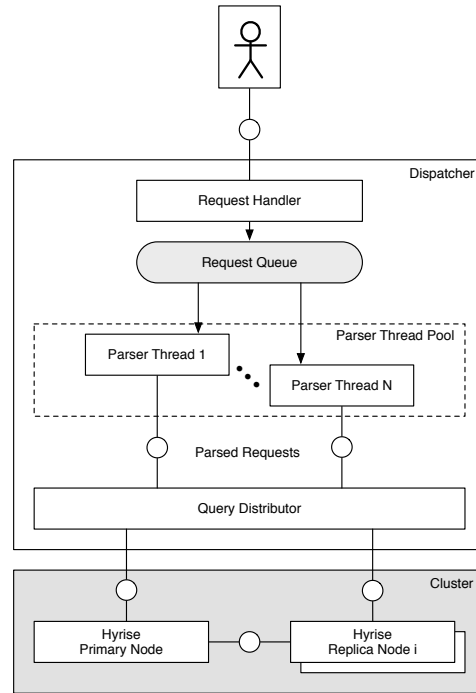 Dispatcher
Request Handler
Request Queue
Parser Thread Pool
Parser Thread 1
Parser Thread N
Parsed Requests
Query Distributor
Cluster
Hyrise
Primary Node
Hyrise
Replica Node i